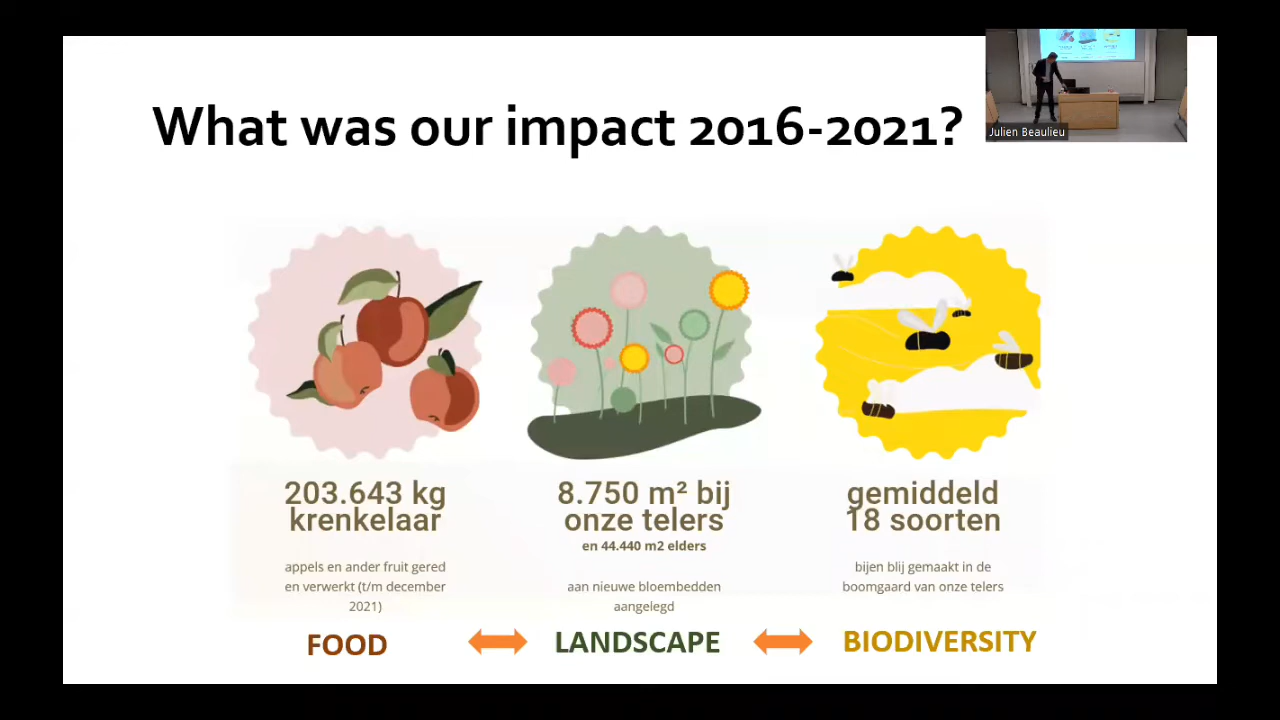 What was our impact 2016-2021?
Julien Beaulieu
203.643 kg
krenkelaar
appels en ander fruit gered
en verwerkt (t/m december
2021)
FOOD
8.750 m² bij
onze telers
en 44.440 m2 elders
aan nieuwe bloembedden
aangelegd
LANDSCAPE
gemiddeld
18 soorten
bijen blij gemaakt in de
boomgaard van onze telers
BIODIVERSITY